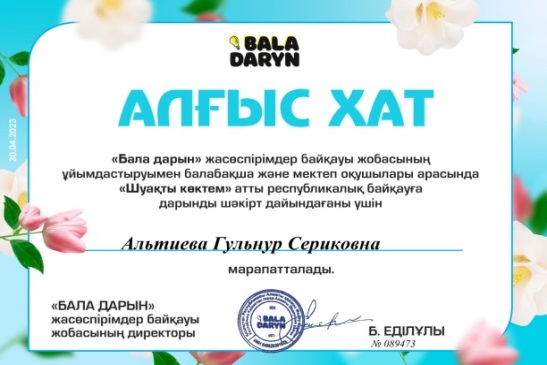 BALA
DARYN
АЛҒЫС ХАТ
30.04.2023
«Бала дарын» жасөспірімдер байқауы жобасының
ұйымдастыруымен балабақша және мектеп оқушылары арасында
«Шуақты көктем» атты республикалық байқауға
дарынды шәкірт дайындағаны үшін
Альтиева Гульнур Сериковна
марапатталады.
«БАЛА ДАРЫН»
жасөспірімдер байқауы
жобасының директоры
BALA
DARYN
Б. ЕДІЛҰЛЫ
№ 089473